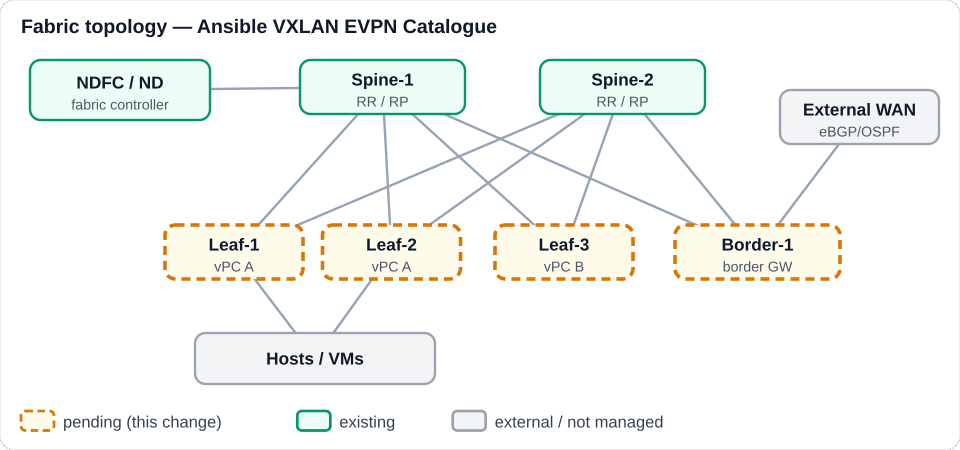 Fabric topology — Ansible VXLAN EVPN Catalogue
NDFC / ND
fabric controller
Spine-1
RR / RP
Spine-2
RR / RP
External WAN
eBGP/OSPF
Leaf-1
vPC A
Leaf-2
vPC A
Leaf-3
vPC B
Border-1
border GW
Hosts / VMs
pending (this change)
existing
external / not managed